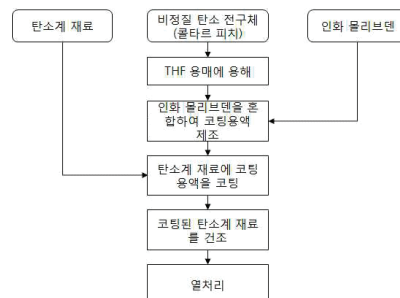 탄소계 재료
비정질 탄소 전구체
(콜타르 피치)
인화 몰리브덴
THF 용매에 용해
인화 몰리브덴을 혼
합하여 코팅용액
제조
탄소계 재료에 코팅
용액을 코팅
코팅된 탄소계 재료
를 건조
열처리